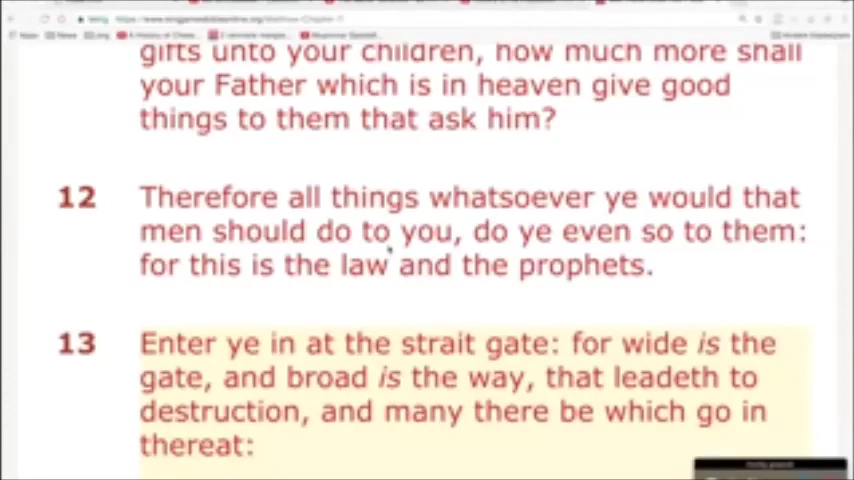 gifts unto your children, how much more shall
your Father which is in heaven give good
things to them that ask him?
12 Therefore all things whatsoever ye would that
men should do to you, do ye even so to them:
for this is the law and the prophets.
13 Enter ye in at the strait gate: for wide is the
gate, and broad is the way, that leadeth to
destruction, and many there be which go in
thereat: